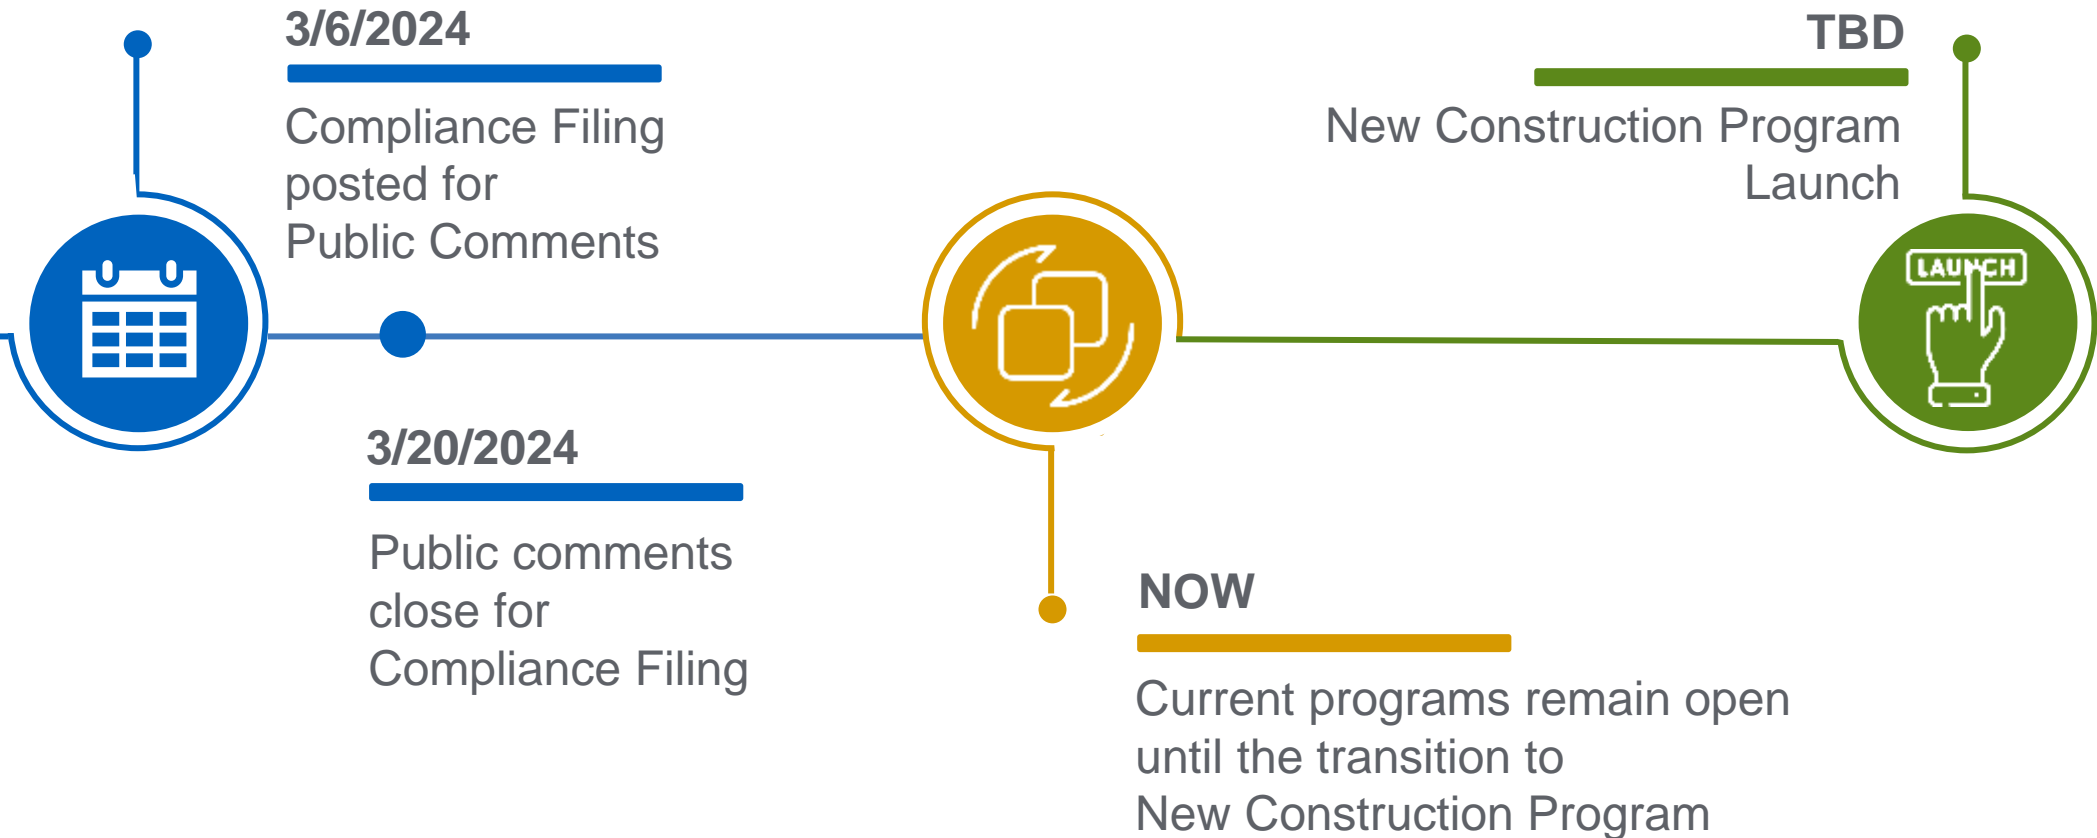 3/6/2024
Compliance Filing
posted for
Public Comments
3/20/2024
Public comments
close for
Compliance Filing
NOW
Current programs remain open
until the transition to
New Construction Program
TBD
New Construction Program
Launch
LAUNCH